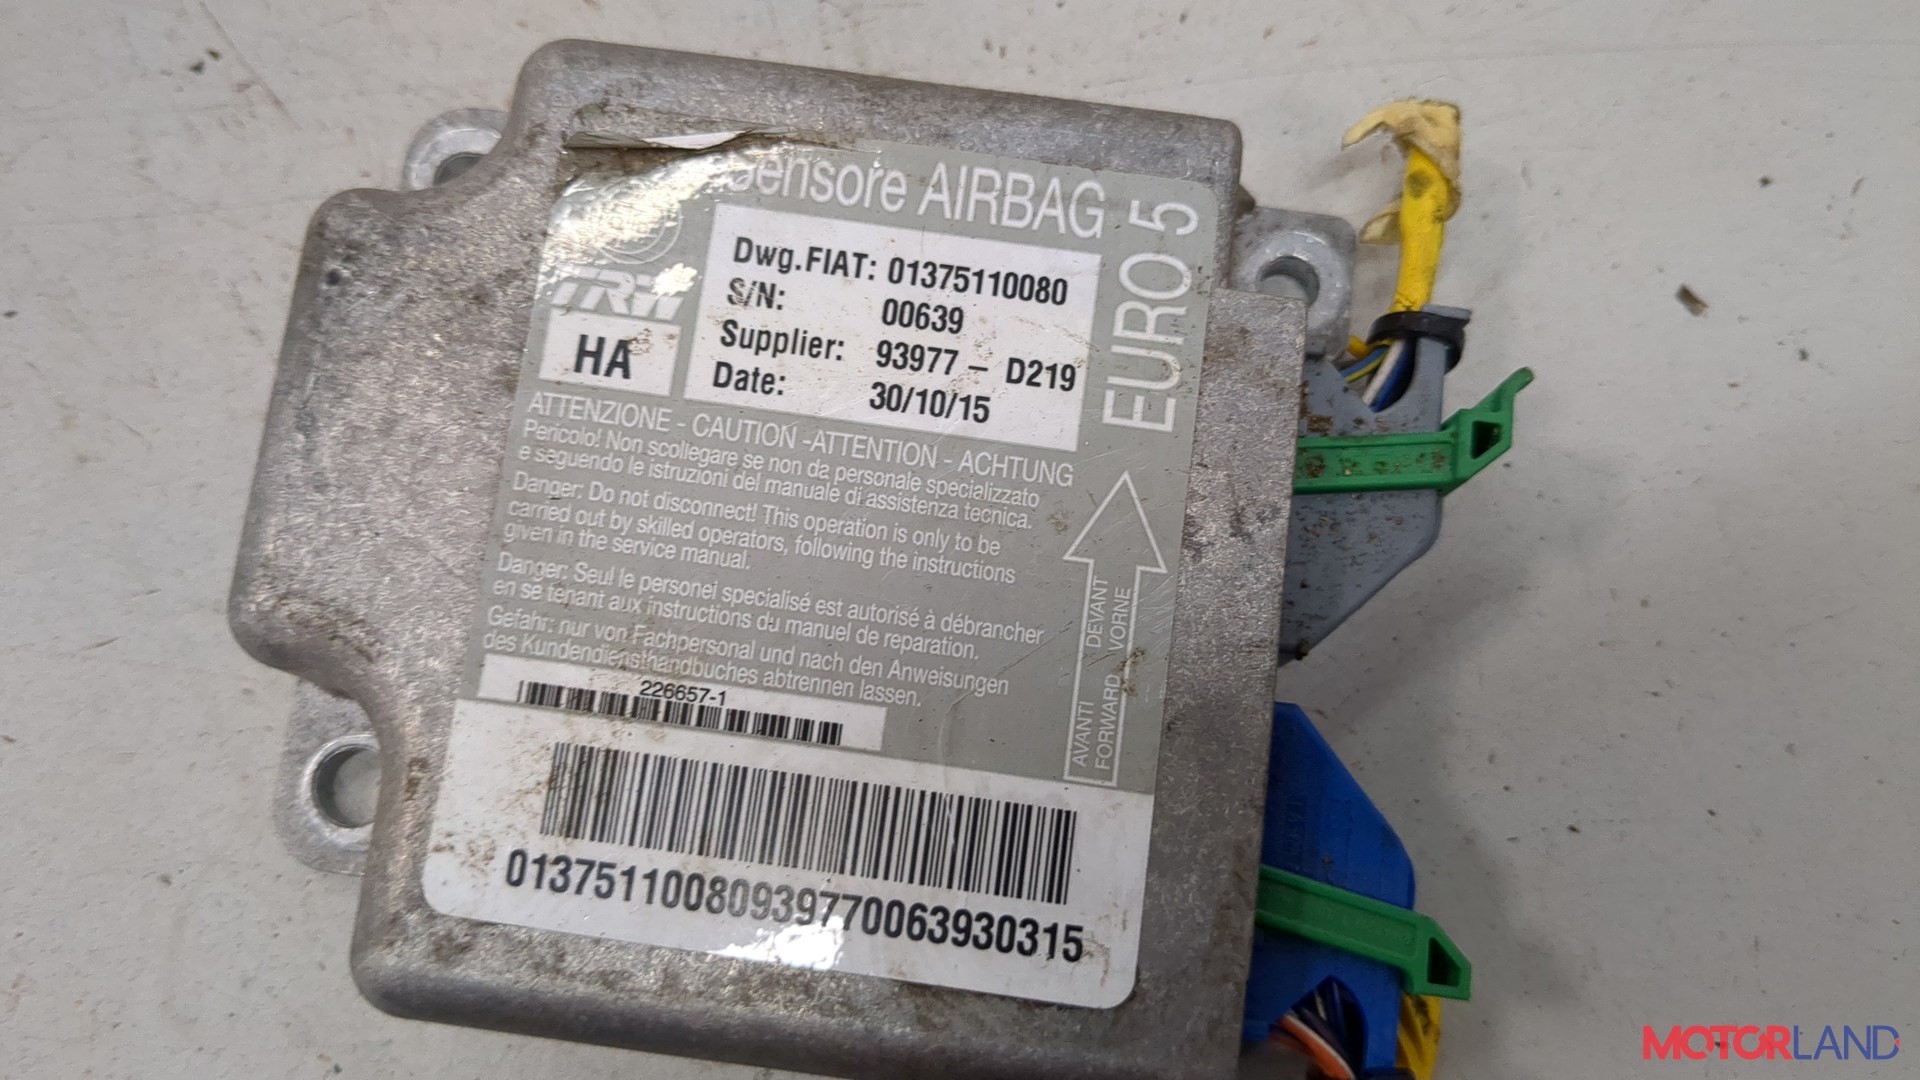 Sensore AIRBAG
EURO 5
TRW
HA
Dwg.FIAT: 01375110080
S/N: 00639
Supplier: 93977 – D219
Date: 30/10/15
ATTENZIONE - CAUTION -ATTENTION - ACHTUNG
Pericolo! Non scollegare se non da personale specializzato
e seguendo le istruzioni del manuale di assistenza tecnica.
Danger: Do not disconnect! This operation is only to be
carried out by skilled operators, following the instructions
given in the service manual.
Danger: Seul le personel specialisé est autorisé à débrancher
en se tenant aux instructions du manuel de reparation.
Gefahr: nur von Fachpersonal und nach den Anweisungen
des Kundendiensthandbuches abtrennen lassen.
AVANTI DEVANT
FORWARD VORNE
226657-1
01375110080939770063930315
MOTORLAND